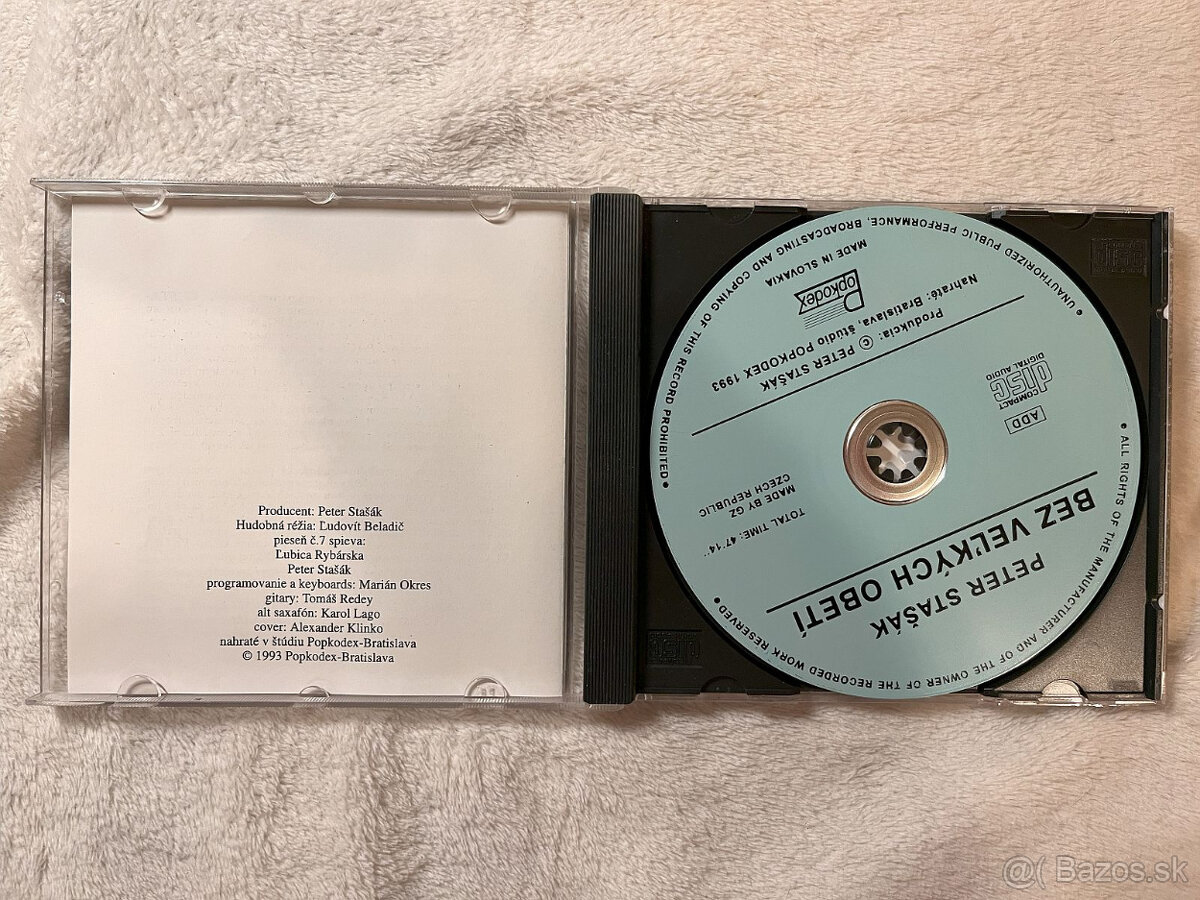 Producent: Peter Stašák
Hudobná réžia: Ľudovít Beladič
pieseň č.7 spieva:
Ľubica Rybárska
Peter Stašák
programovanie a keyboards: Marián Okres
gitary: Tomáš Redey
alt saxafón: Karol Lago
cover: Alexander Klinko
nahraté v štúdiu Popkodex-Bratislava
© 1993 Popkodex-Bratislava
PETER STAŠÁK
BEZ VEĽKÝCH OBETÍ
TOTAL TIME: 47'14''
MADE BY GZ
CZECH REPUBLIC
ADD
COMPACT
disc
DIGITAL AUDIO
Produkcia: © PETER STAŠÁK
Nahraté: Bratislava, štúdio POPKODEX 1993
Popkodex
MADE IN SLOVAKIA
• ALL RIGHTS OF THE MANUFACTURER AND OF THE OWNER OF THE RECORDED WORK RESERVED •
• UNAUTHORIZED PUBLIC PERFORMANCE, BROADCASTING AND COPYING OF THIS RECORD PROHIBITED •
@( Bazos.sk